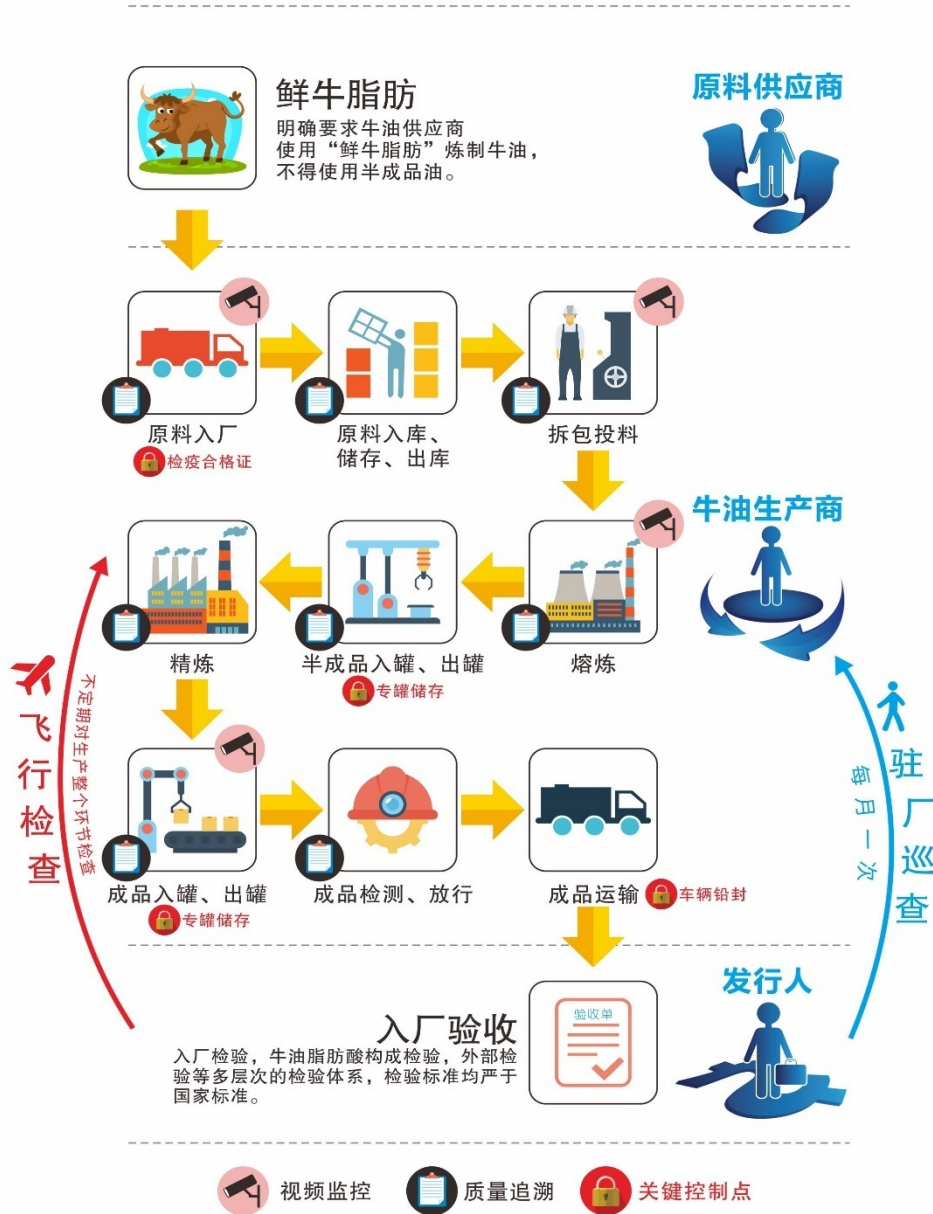 鲜牛脂肪
明确要求牛油供应商
使用“鲜牛脂肪”炼制牛油，
不得使用半成品油。
原料供应商
原料入厂
检疫合格证
原料入库、
储存、出库
拆包投料
牛油生产商
精炼
半成品入罐、出罐
专罐储存
熔炼
飞行检查
不定期对生产整个环节检查
驻厂巡查
每月一次
成品入罐、出罐
专罐储存
成品检测、放行
成品运输
车辆铅封
发行人
入厂验收
入厂检验，牛油脂肪酸构成检验，外部检
验等多层次的检验体系，检验标准均严于
国家标准。
验收单
视频监控
质量追溯
关键控制点